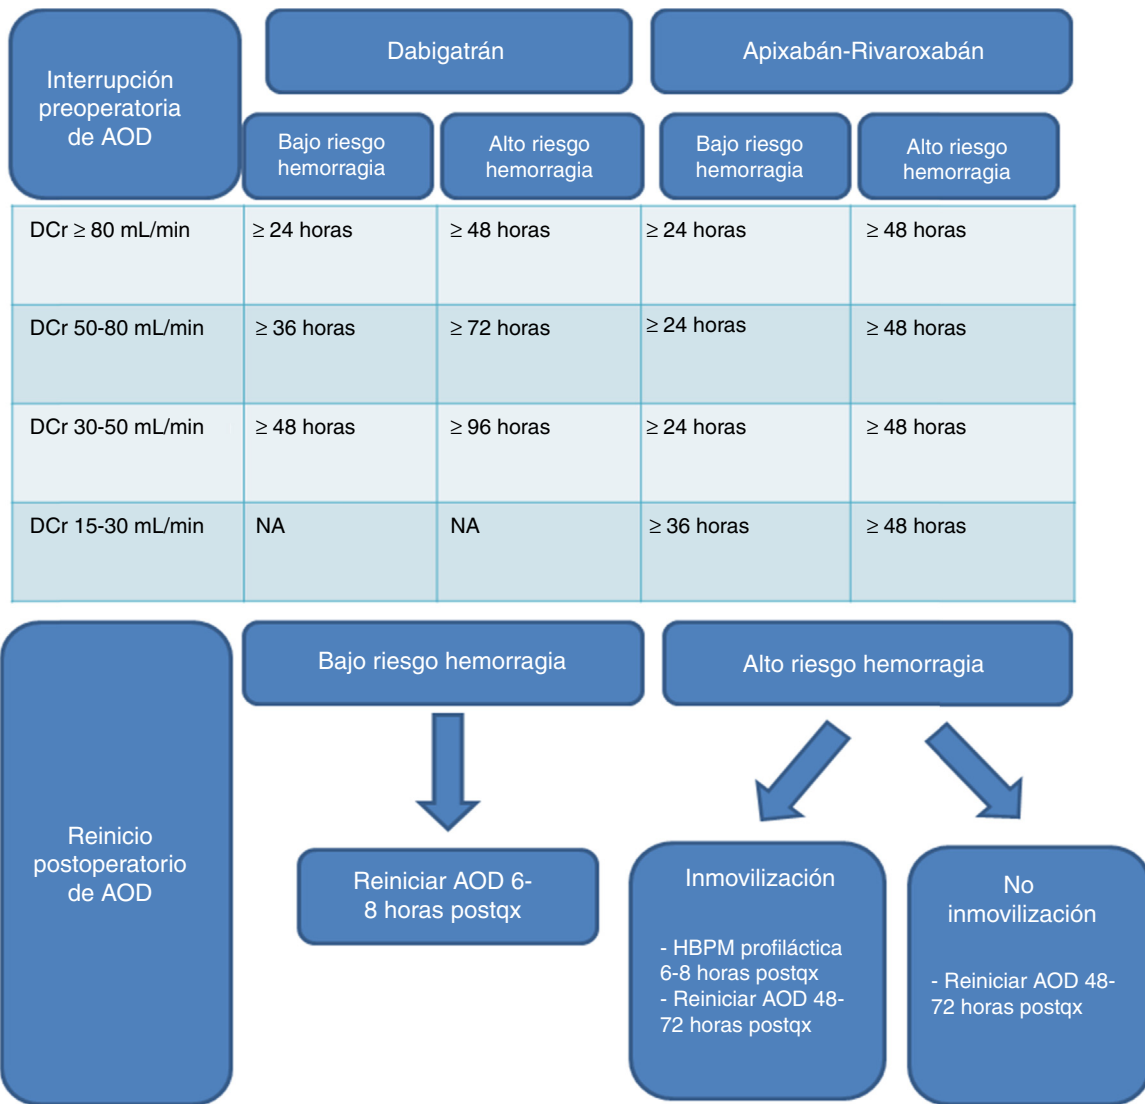 Interrupción
preoperatoria
de AOD
Dabigatrán
Apixabán-Rivaroxabán
Bajo riesgo
hemorragia
Alto riesgo
hemorragia
Bajo riesgo
hemorragia
Alto riesgo
hemorragia
DCr ≥ 80 mL/min
≥ 24 horas
≥ 48 horas
≥ 24 horas
≥ 48 horas
DCr 50-80 mL/min
≥ 36 horas
≥ 72 horas
≥ 24 horas
≥ 48 horas
DCr 30-50 mL/min
≥ 48 horas
≥ 96 horas
≥ 24 horas
≥ 48 horas
DCr 15-30 mL/min
NA
NA
≥ 36 horas
≥ 48 horas
Reinicio
postoperatorio
de AOD
Bajo riesgo hemorragia
Alto riesgo hemorragia
Reiniciar AOD 6-
8 horas postqx
Inmovilización
- HBPM profiláctica
6-8 horas postqx
- Reiniciar AOD 48-
72 horas postqx
No
inmovilización
- Reiniciar AOD 48-
72 horas postqx